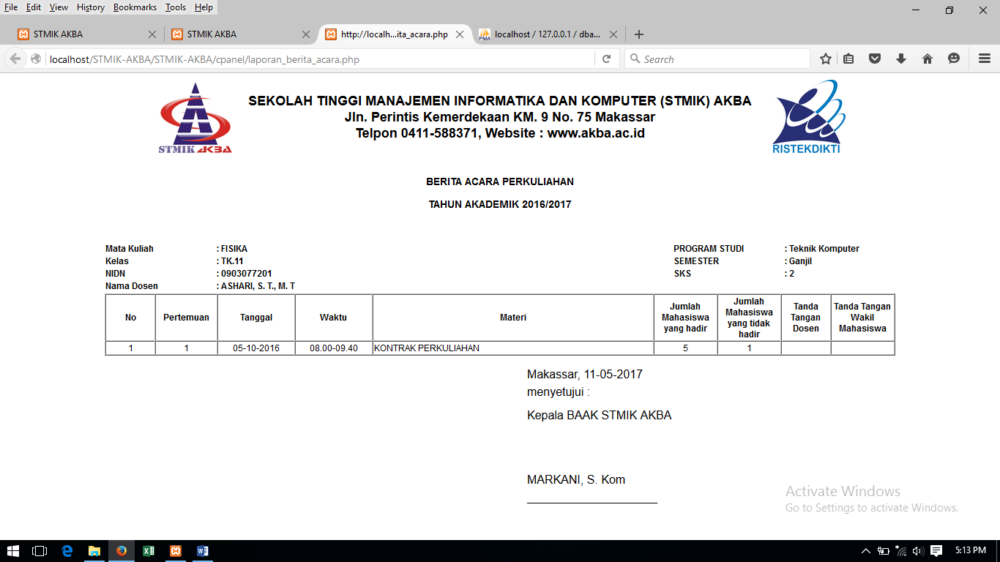 File Edit View History Bookmarks Tools Help
STMIK AKBA
STMIK AKBA
http://localh...ita_acara.php
localhost / 127.0.0.1 / dba...
localhost/STMIK-AKBA/STMIK-AKBA/cpanel/laporan_berita_acara.php
Search
STMIK AKBA
SEKOLAH TINGGI MANAJEMEN INFORMATIKA DAN KOMPUTER (STMIK) AKBA
Jln. Perintis Kemerdekaan KM. 9 No. 75 Makassar
Telpon 0411-588371, Website : www.akba.ac.id
RISTEKDIKTI
BERITA ACARA PERKULIAHAN
TAHUN AKADEMIK 2016/2017
Mata Kuliah : FISIKA PROGRAM STUDI : Teknik Komputer
Kelas : TK.11 SEMESTER : Ganjil
NIDN : 0903077201 SKS : 2
Nama Dosen : ASHARI, S. T., M. T
No
Pertemuan
Tanggal
Waktu
Materi
Jumlah
Mahasiswa
yang hadir
Jumlah
Mahasiswa
yang tidak
hadir
Tanda
Tangan
Dosen
Tanda Tangan
Wakil
Mahasiswa
1 1 05-10-2016 08.00-09.40 KONTRAK PERKULIAHAN 5 1
Makassar, 11-05-2017
menyetujui :
Kepala BAAK STMIK AKBA
MARKANI, S. Kom
Activate Windows
Go to Settings to activate Windows.
5:13 PM